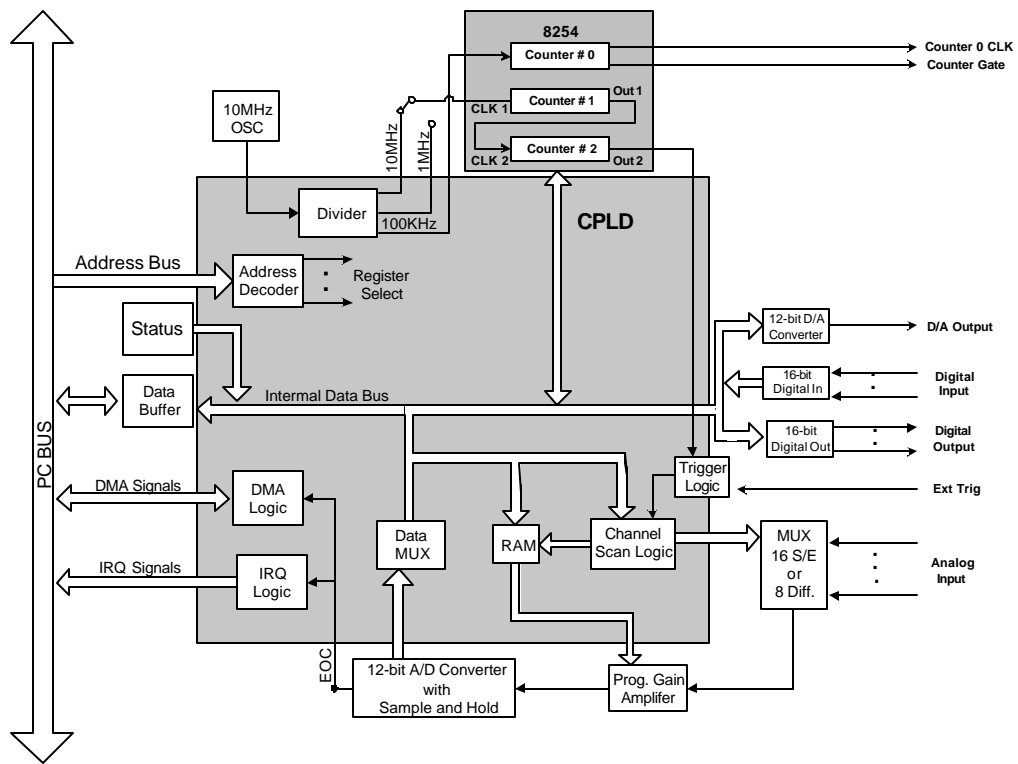 8254
Counter # 0
Counter 0 CLK
Counter Gate
Out 1
CLK 1
Counter # 1
10MHz
OSC
10MHz
1MHz
CLK 2
Counter # 2
Out 2
Divider
100KHz
CPLD
Address Bus
Address
Decoder
Register
Select
Status
12-bit D/A
Converter
D/A Output
Data
Buffer
Internal Data Bus
16-bit
Digital In
Digital
Input
16-bit
Digital Out
Digital
Output
PC BUS
Trigger
Logic
Ext Trig
DMA Signals
DMA
Logic
Data
MUX
RAM
Channel
Scan Logic
MUX
16 S/E
or
8 Diff.
Analog
Input
IRQ Signals
IRQ
Logic
EOC
12-bit A/D Converter
with
Sample and Hold
Prog. Gain
Amplifer